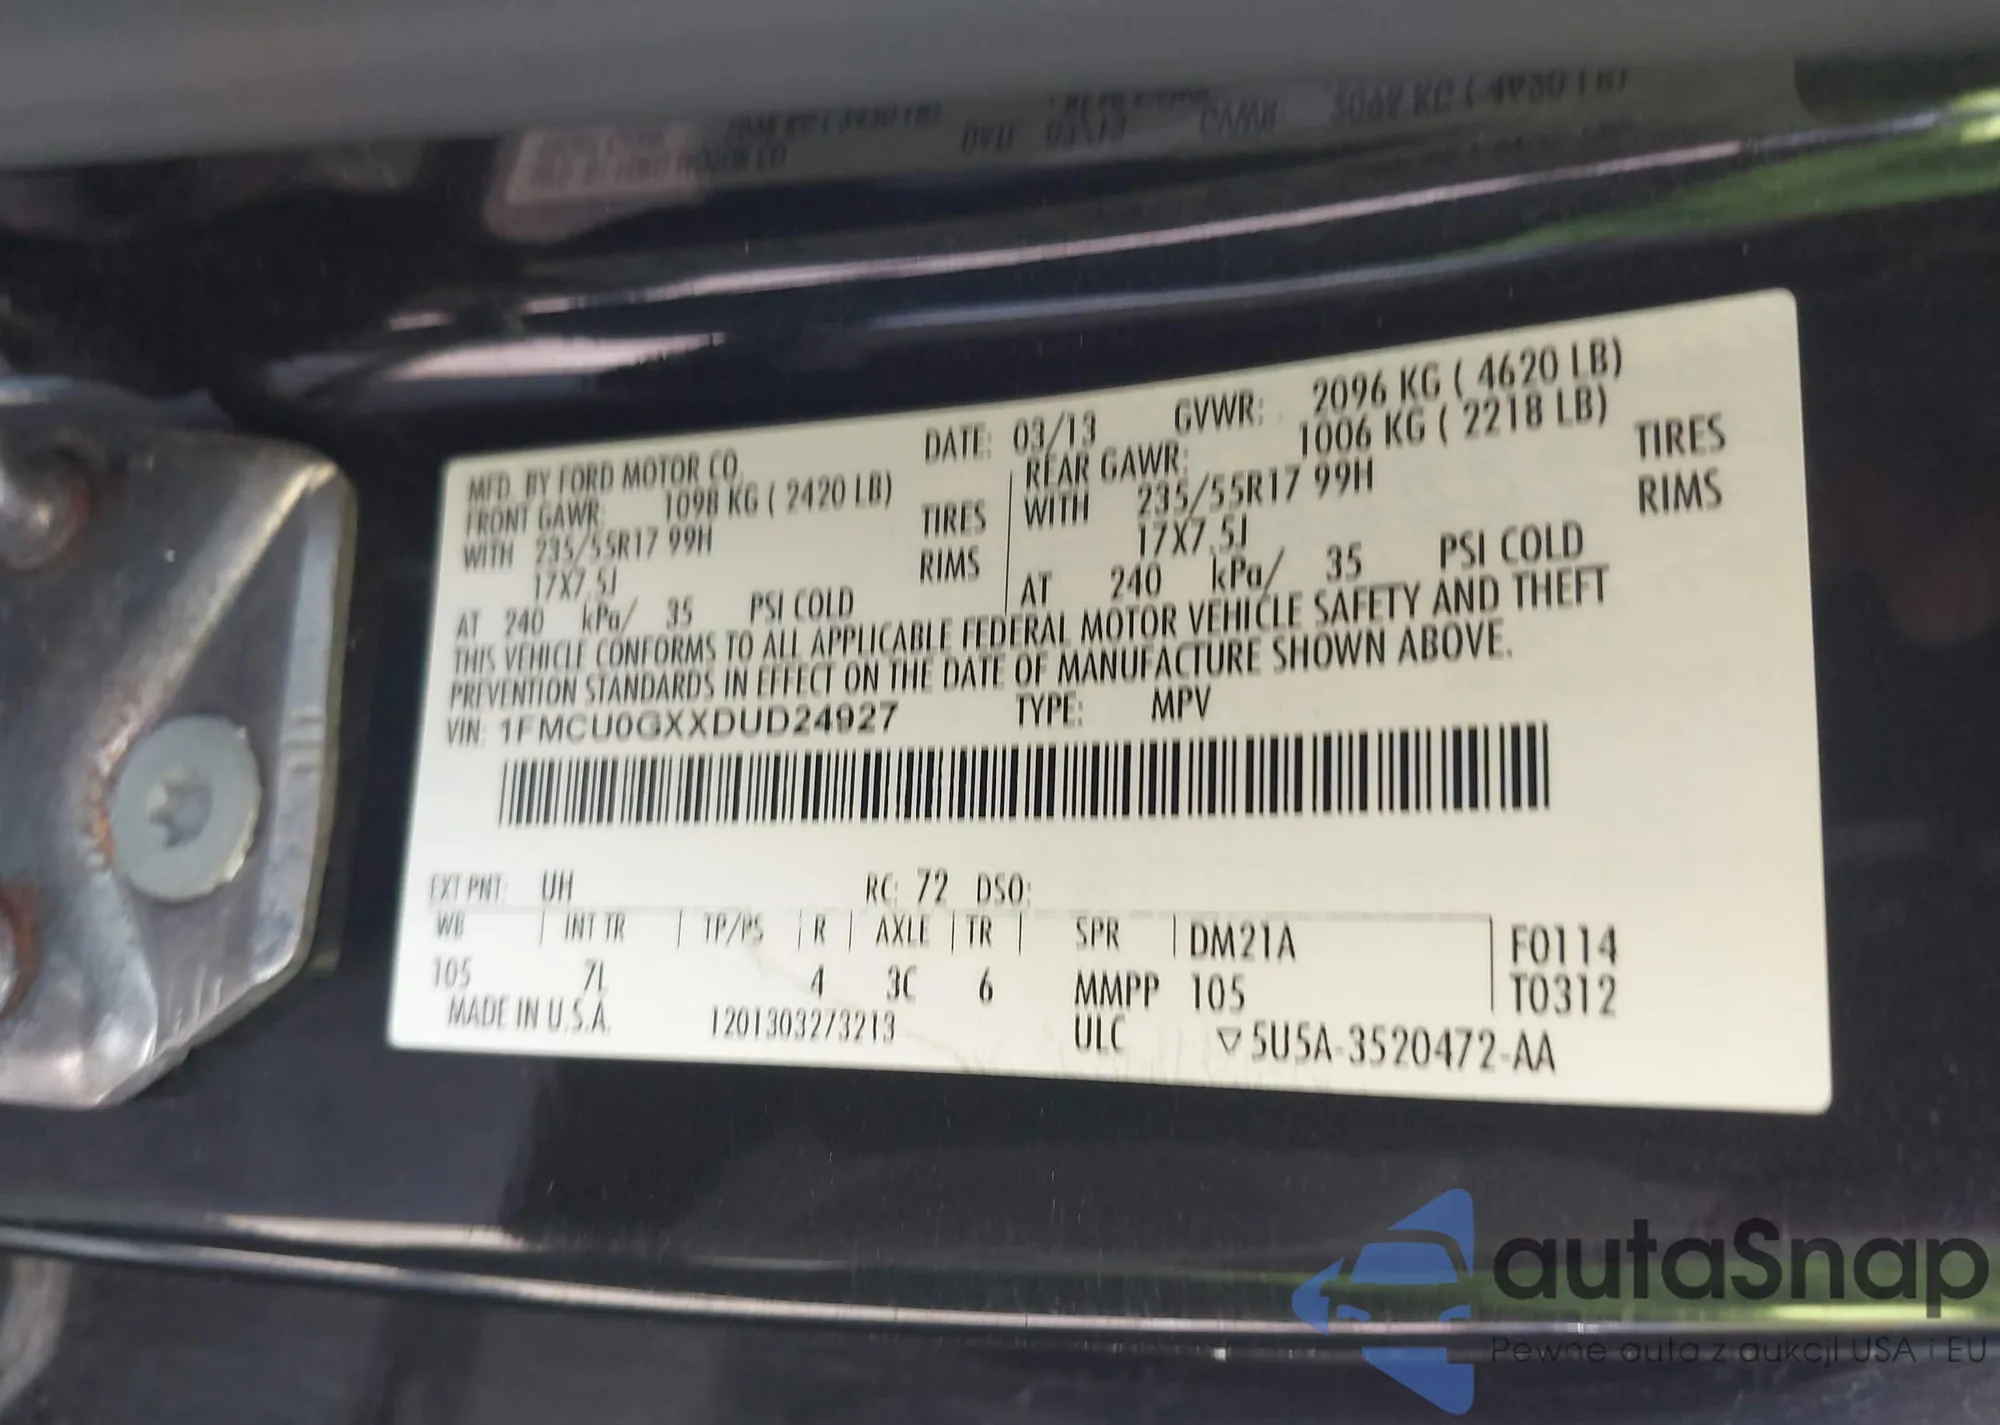 MFD. BY FORD MOTOR CO. DATE: 03/13 GVWR: 2096 KG ( 4620 LB)
FRONT GAWR: 1098 KG ( 2420 LB) REAR GAWR: 1006 KG ( 2218 LB)
WITH 235/55R17 99H TIRES WITH 235/55R17 99H TIRES
17X7.5J RIMS 17X7.5J RIMS
AT 240 kPa/ 35 PSI COLD AT 240 kPa/ 35 PSI COLD
THIS VEHICLE CONFORMS TO ALL APPLICABLE FEDERAL MOTOR VEHICLE SAFETY AND THEFT
PREVENTION STANDARDS IN EFFECT ON THE DATE OF MANUFACTURE SHOWN ABOVE.
VIN: 1FMCU0GXXDUD24927 TYPE: MPV
EXT PNT: UH RC: 72 DSO:
WB INT TR TP/PS R AXLE TR SPR DM21A F0114
105 7L 4 3C 6 MMPP 105 T0312
MADE IN U.S.A. 1201303273213 ULC ▽5U5A-3520472-AA
autaSnap
Pewne auta z aukcji USA i EU